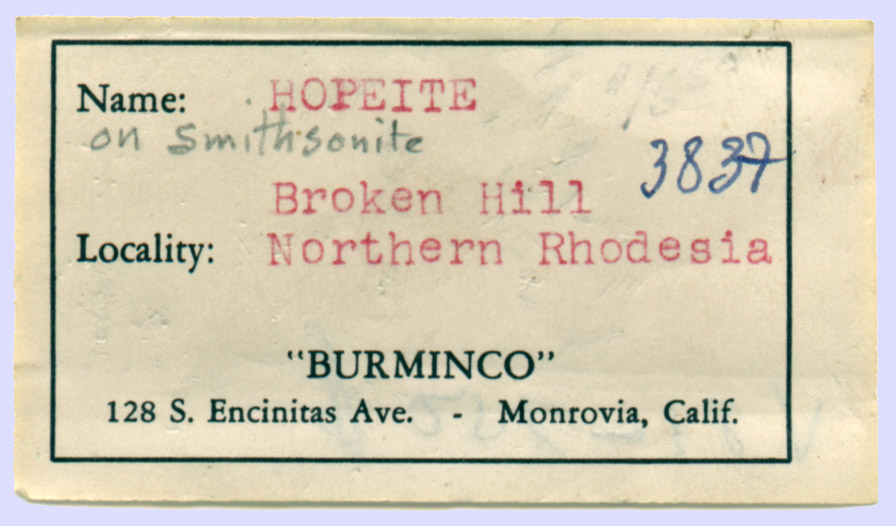 Name: HOPEITE
on Smithsonite
3837
Broken Hill
Locality: Northern Rhodesia
"BURMINCO"
128 S. Encinitas Ave. - Monrovia, Calif.